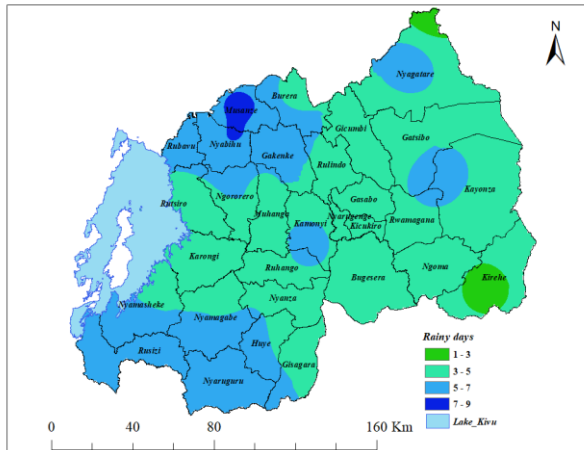 N
Nyagatare
Burera
Musanze
Gicumbi
Gatsibo
Rubavu
Nyabiku
Gakenke
Rulindo
Kayonza
Rutsiro
Ngororero
Muhanga
Gasabo
Kamonyi
Nyarugenge
Rwamagana
Kicukiro
Karongi
Ruhango
Bugesera
Ngoma
Kirehe
Nyamasheke
Nyanza
Nyamagabe
Huye
Rusizi
Gisagara
Nyaruguru
Rainy days
1 - 3
3 - 5
5 - 7
7 - 9
Lake_Kivu
0 40 80 160 Km